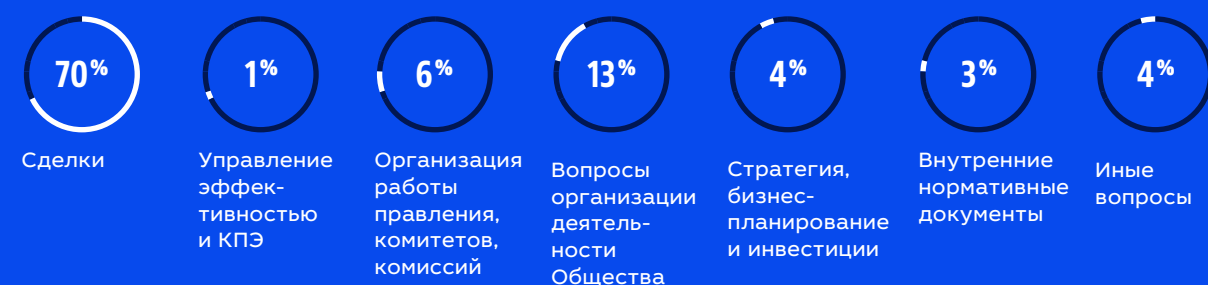 70%
1%
6%
13%
4%
3%
4%
Сделки
Управление
эффек-
тивностью
и КПЭ
Организация
работы
правления,
комитетов,
комиссий
Вопросы
организации
деятель-
ности
Общества
Стратегия,
бизнес-
планирование
и инвестиции
Внутренние
нормативные
документы
Иные
вопросы